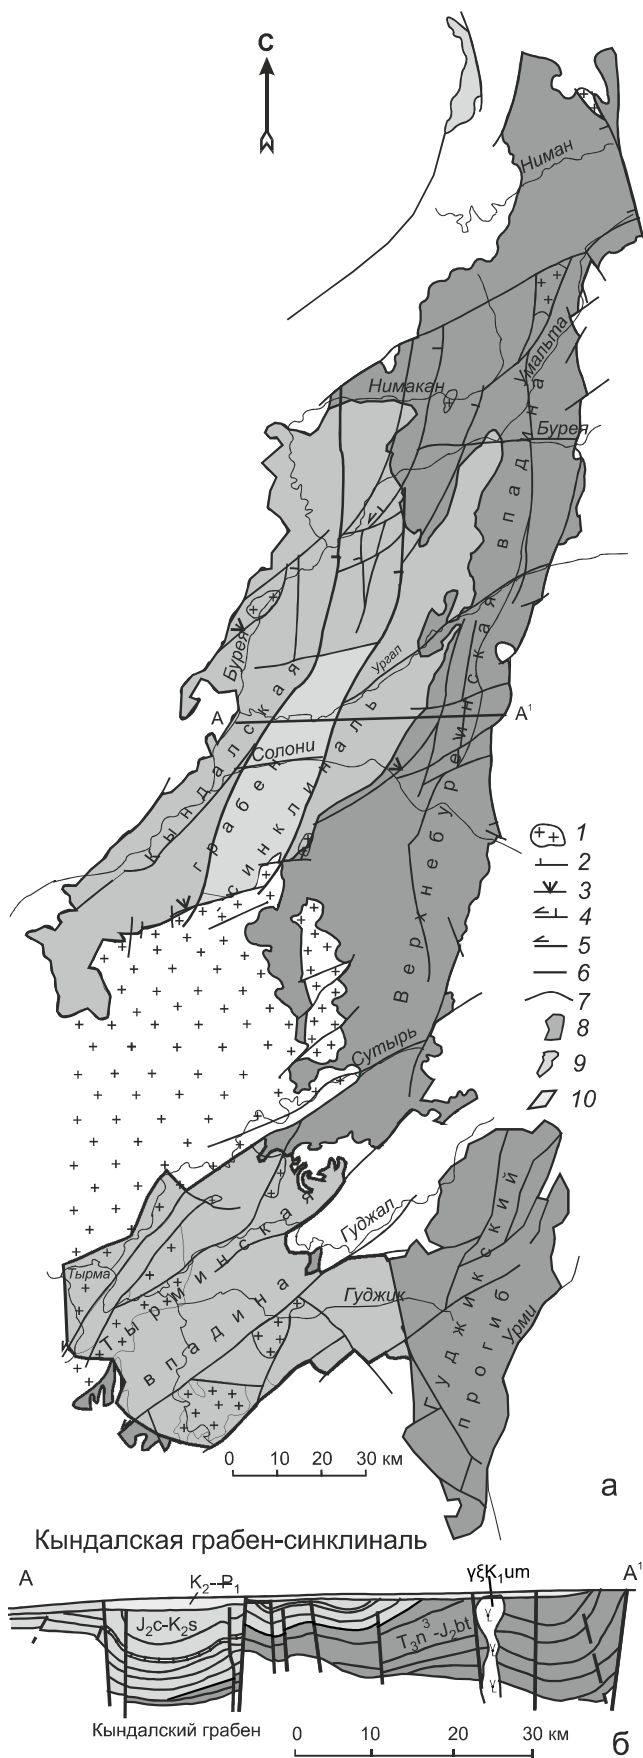 С
Ниман
Умальта
Нимакан
Бурея
Бурея
Ургал
А
А¹
Солони
Кындалская
грабен-
синклиналь
Верхнебуреинская впадина
1
2
3
4
5
6
7
8
9
10
Сутырь
Гуджал
Тырма
Тырминская
впадина
Гуджик
Гуджикский
прогиб
Урми
0 10 20 30 км
а
Кындалская грабен-синклиналь
А
А¹
K₂-P₁
γξK₁um
J₂c-K₂s
T₃n³-J₂bt
Кындалский грабен
0 10 20 30 км
б